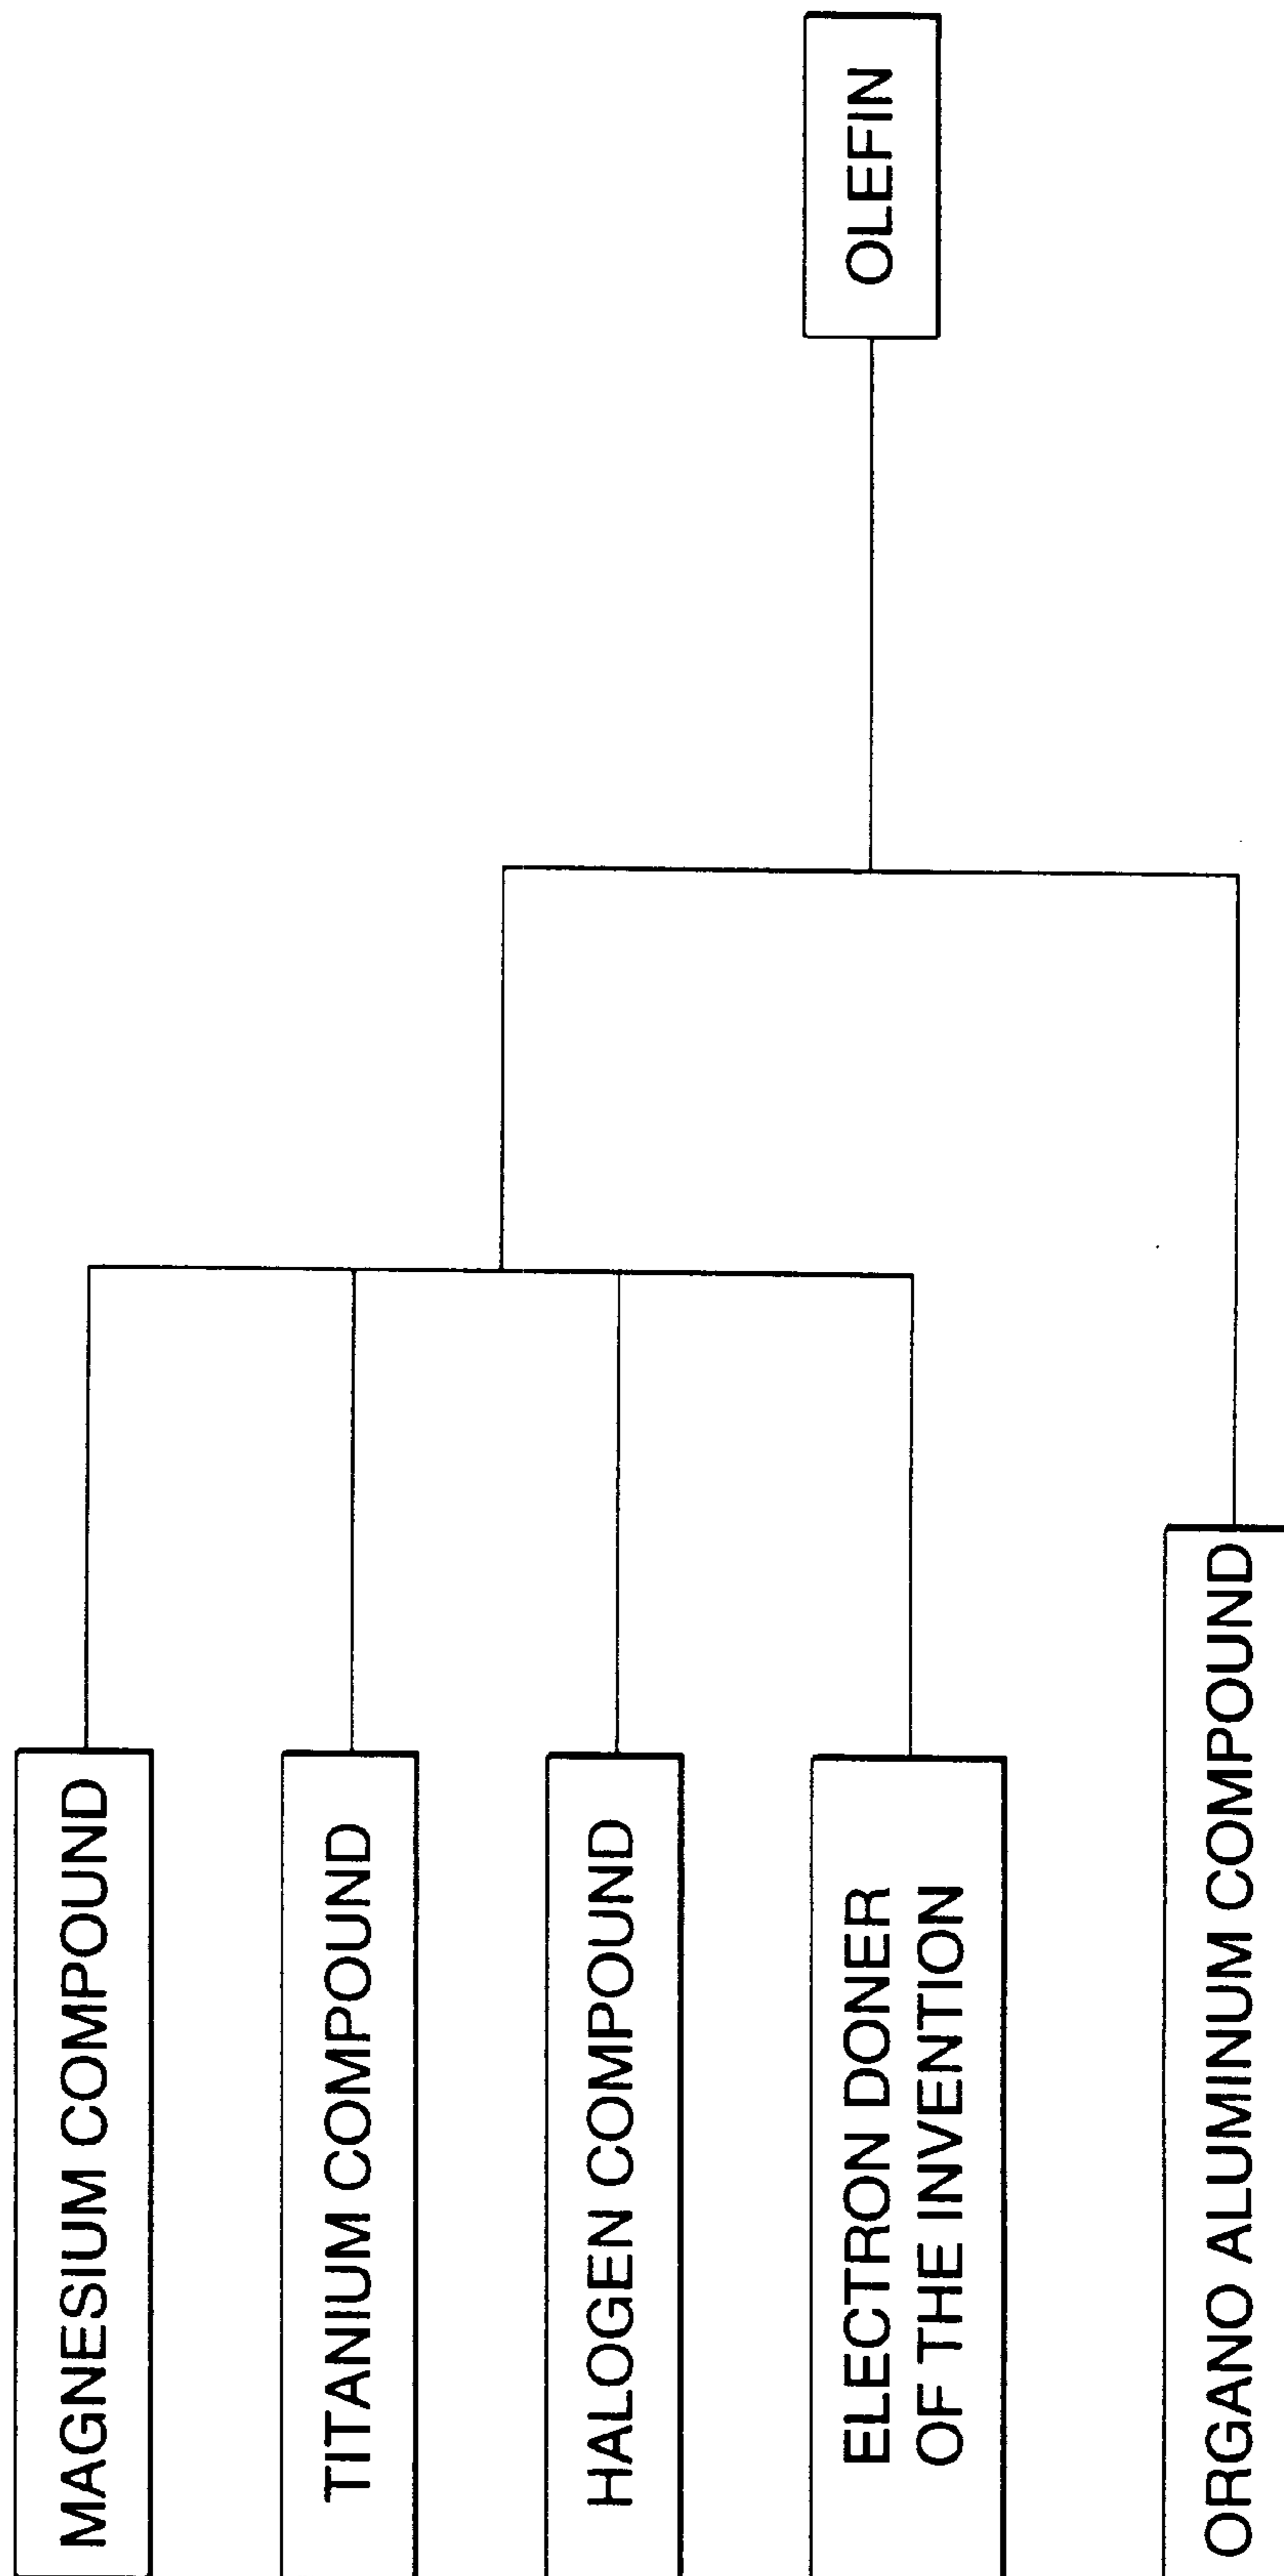 MAGNESIUM COMPOUND
TITANIUM COMPOUND
HALOGEN COMPOUND
ELECTRON DONER
OF THE INVENTION
ORGANO ALUMINUM COMPOUND
OLEFIN